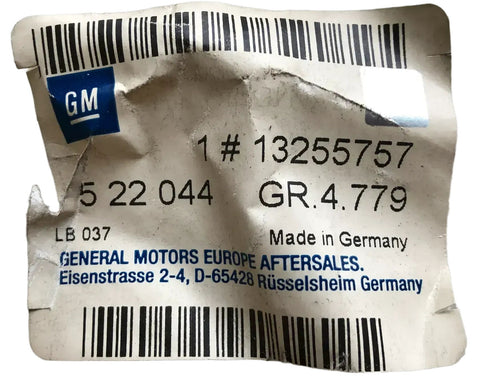 GM
1 # 13255757
5 22 044 GR.4.779
LB 037 Made in Germany
GENERAL MOTORS EUROPE AFTERSALES.
Eisenstrasse 2-4, D-65428 Rüsselsheim Germany